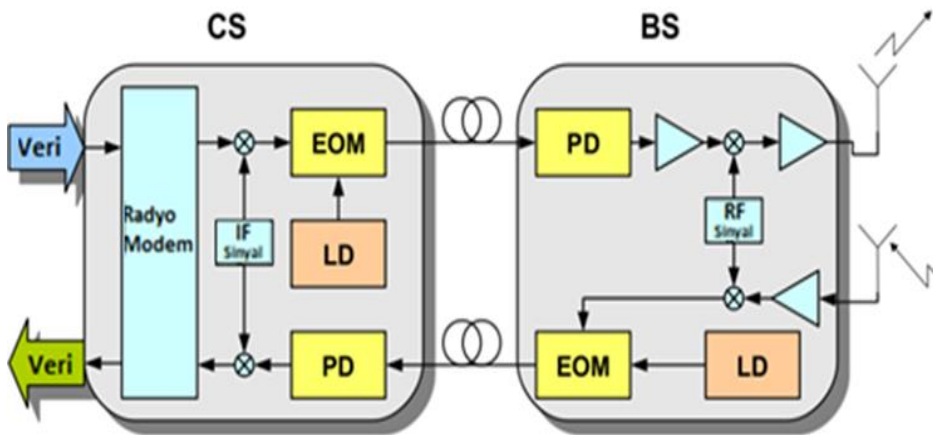 CS
BS
Veri
Radyo
Modem
EOM
IF
Sinyal
LD
PD
Veri
PD
RF
Sinyal
EOM
LD